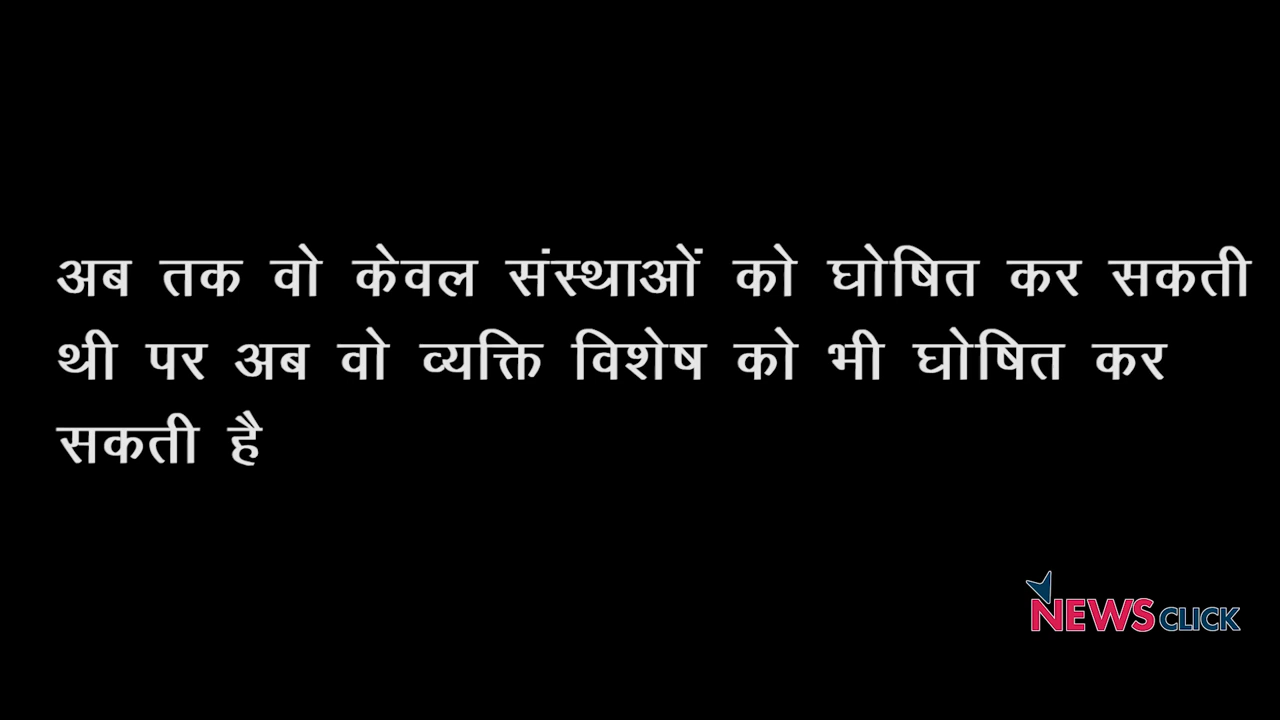 अब तक वो केवल संस्थाओं को घोषित कर सकती
थी पर अब वो व्यक्ति विशेष को भी घोषित कर
सकती है
NEWSCLICK